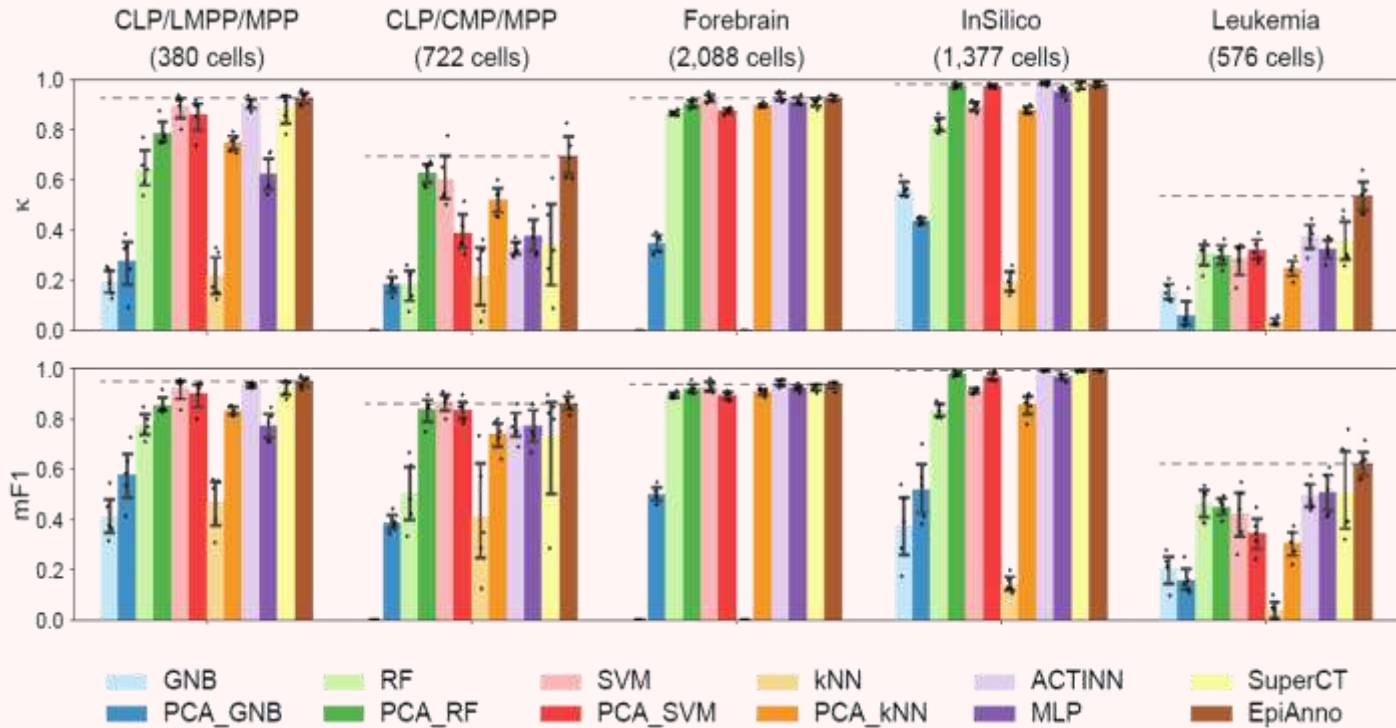 CLP/LMPP/MPP CLP/CMP/MPP Forebrain InSilico Leukemia
(380 cells) (722 cells) (2,088 cells) (1,377 cells) (576 cells)
1.0
0.8
0.6
κ
0.4
0.2
0.0
1.0
0.8
0.6
mF1
0.4
0.2
0.0
GNB RF SVM kNN ACTINN SuperCT
PCA_GNB PCA_RF PCA_SVM PCA_kNN MLP EpiAnno